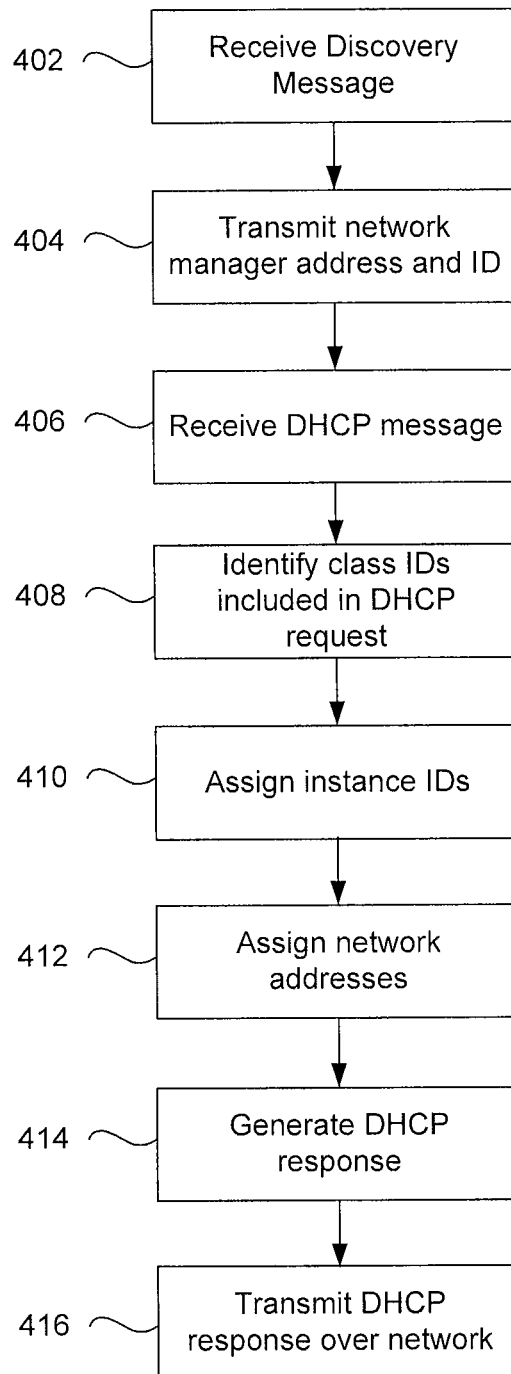 402
Receive Discovery
Message
404
Transmit network
manager address and ID
406
Receive DHCP message
408
Identify class IDs
included in DHCP
request
410
Assign instance IDs
412
Assign network
addresses
414
Generate DHCP
response
416
Transmit DHCP
response over network